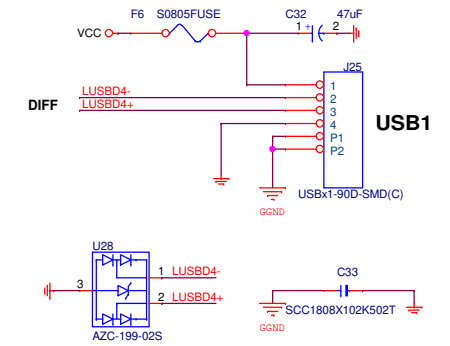 F6 S0805FUSE C32 47uF
VCC 1 + 2
J25
LUSBD4- 1
LUSBD4+ 2
DIFF 3
4 USB1
P1
P2
USBx1-90D-SMD(C)
GGND
U28
1 LUSBD4- C33
3
2 LUSBD4+
SCC1808X102K502T
GGND
AZC-199-02S